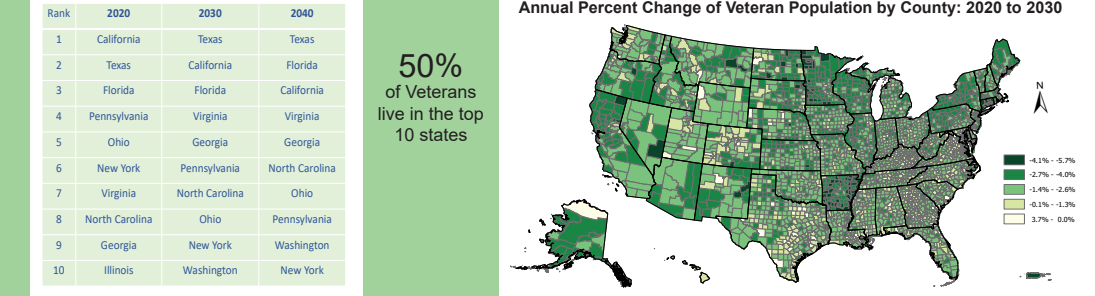 Rank 2020 2030 2040
1 California Texas Texas
2 Texas California Florida
3 Florida Florida California
4 Pennsylvania Virginia Virginia
5 Ohio Georgia Georgia
6 New York Pennsylvania North Carolina
7 Virginia North Carolina Ohio
8 North Carolina Ohio Pennsylvania
9 Georgia New York Washington
10 Illinois Washington New York
50%
of Veterans
live in the top
10 states
Annual Percent Change of Veteran Population by County: 2020 to 2030
N
-4.1% - -5.7%
-2.7% - -4.0%
-1.4% - -2.6%
-0.1% - -1.3%
3.7% - 0.0%